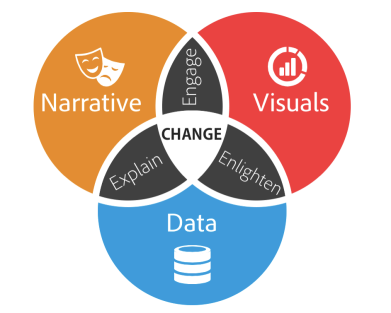 Engage
Narrative
Visuals
CHANGE
Explain
Enlighten
Data